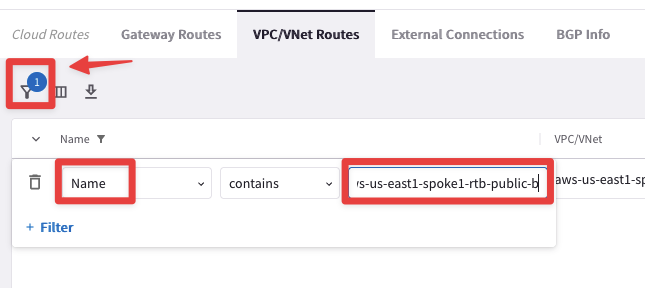 Cloud Routes Gateway Routes VPC/VNet Routes External Connections BGP Info
1
Name VPC/VNet
Name contains s-us-east1-spoke1-rtb-public-b aws-us-east1-sp
+ Filter